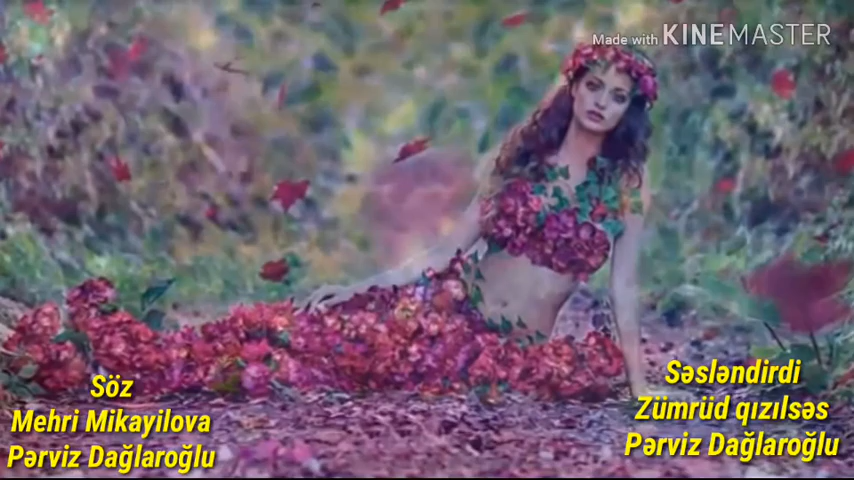 Made with KINEMASTER
Söz
Mehri Mikayilova
Pərviz Dağlaroğlu
Səsləndirdi
Zümrüd qızılsəs
Pərviz Dağlaroğlu